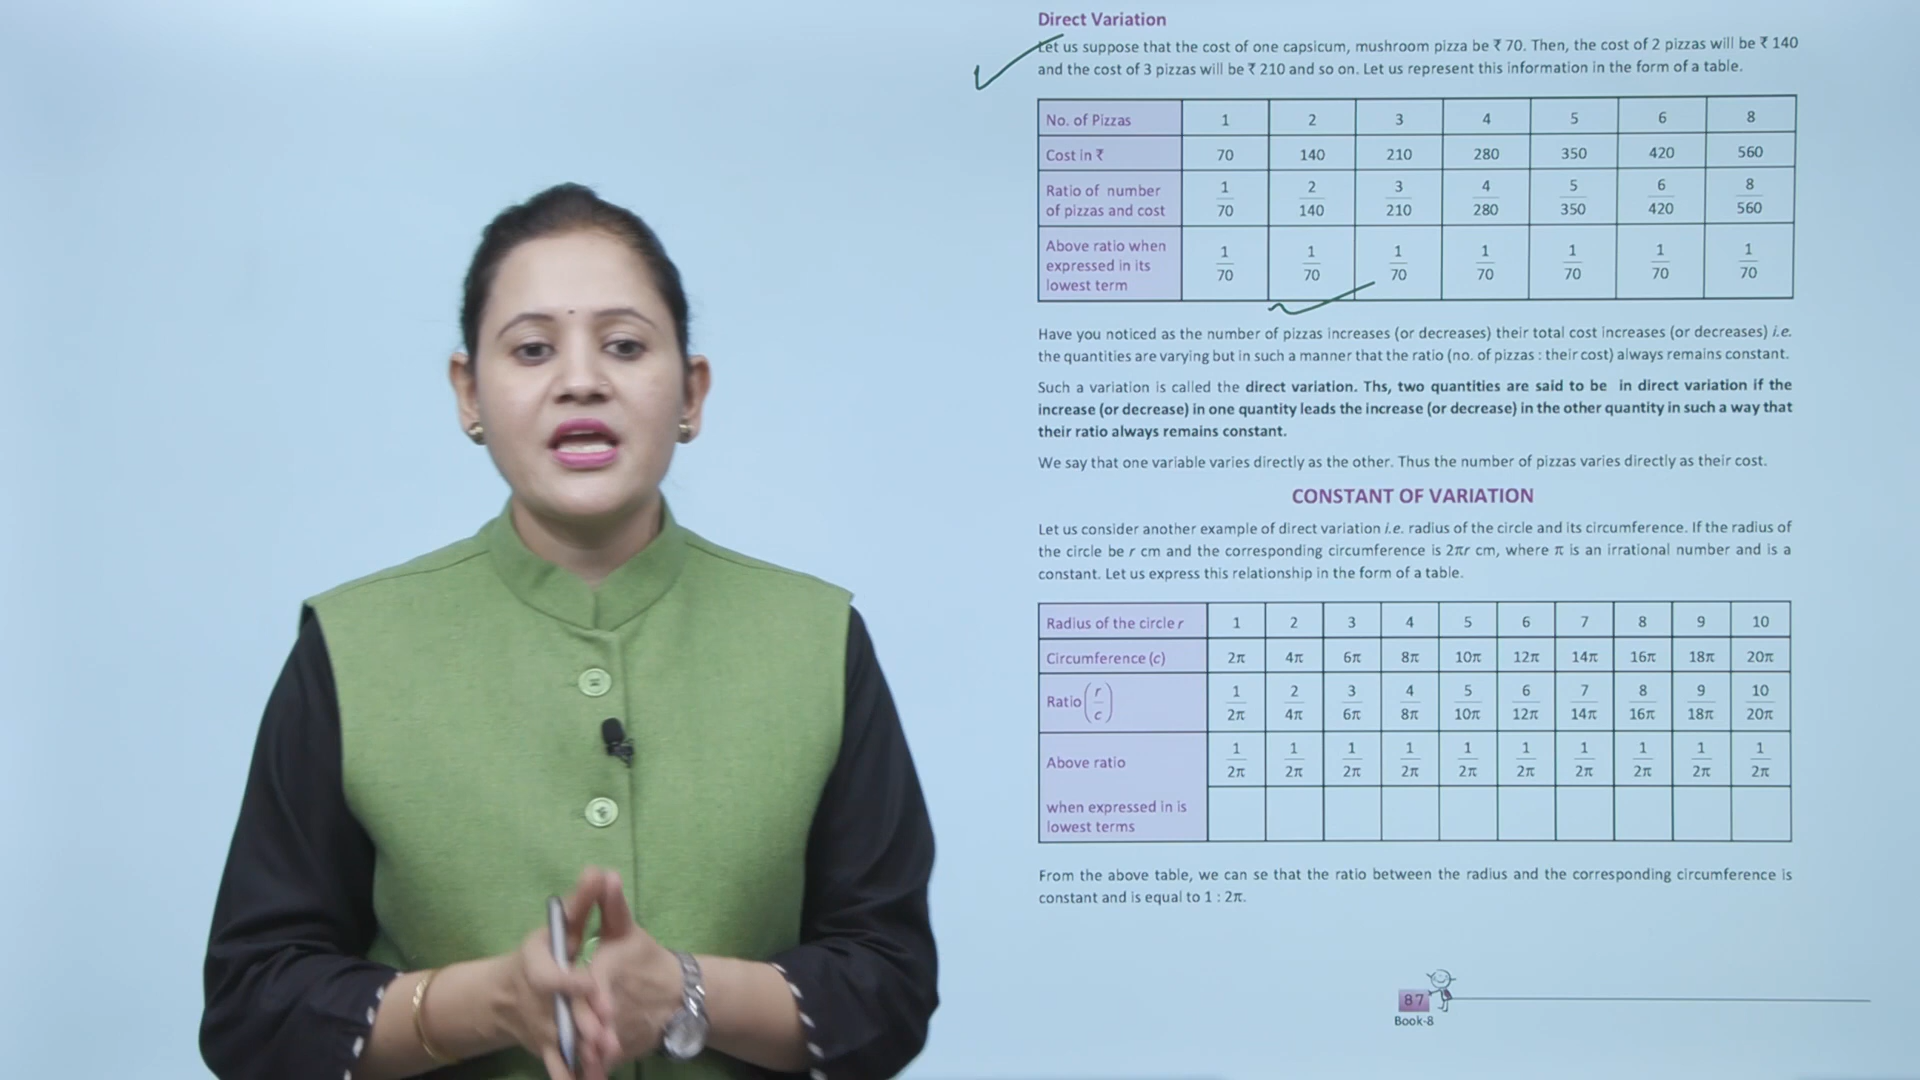 Direct Variation
Let us suppose that the cost of one capsicum, mushroom pizza be ₹ 70. Then, the cost of 2 pizzas will be ₹ 140
and the cost of 3 pizzas will be ₹ 210 and so on. Let us represent this information in the form of a table.
No. of Pizzas 1 2 3 4 5 6 8
Cost in ₹ 70 140 210 280 350 420 560
Ratio of number of pizzas and cost 1/70 2/140 3/210 4/280 5/350 6/420 8/560
Above ratio when expressed in its lowest term 1/70 1/70 1/70 1/70 1/70 1/70 1/70
Have you noticed as the number of pizzas increases (or decreases) their total cost increases (or decreases) i.e.
the quantities are varying but in such a manner that the ratio (no. of pizzas : their cost) always remains constant.
Such a variation is called the direct variation. Ths, two quantities are said to be in direct variation if the
increase (or decrease) in one quantity leads the increase (or decrease) in the other quantity in such a way that
their ratio always remains constant.
We say that one variable varies directly as the other. Thus the number of pizzas varies directly as their cost.
CONSTANT OF VARIATION
Let us consider another example of direct variation i.e. radius of the circle and its circumference. If the radius of
the circle be r cm and the corresponding circumference is 2πr cm, where π is an irrational number and is a
constant. Let us express this relationship in the form of a table.
Radius of the circle r 1 2 3 4 5 6 7 8 9 10
Circumference (c) 2π 4π 6π 8π 10π 12π 14π 16π 18π 20π
Ratio (r/c) 1/2π 2/4π 3/6π 4/8π 5/10π 6/12π 7/14π 8/16π 9/18π 10/20π
Above ratio 1/2π 1/2π 1/2π 1/2π 1/2π 1/2π 1/2π 1/2π 1/2π 1/2π
when expressed in is
lowest terms
From the above table, we can se that the ratio between the radius and the corresponding circumference is
constant and is equal to 1 : 2π.
87
Book-8